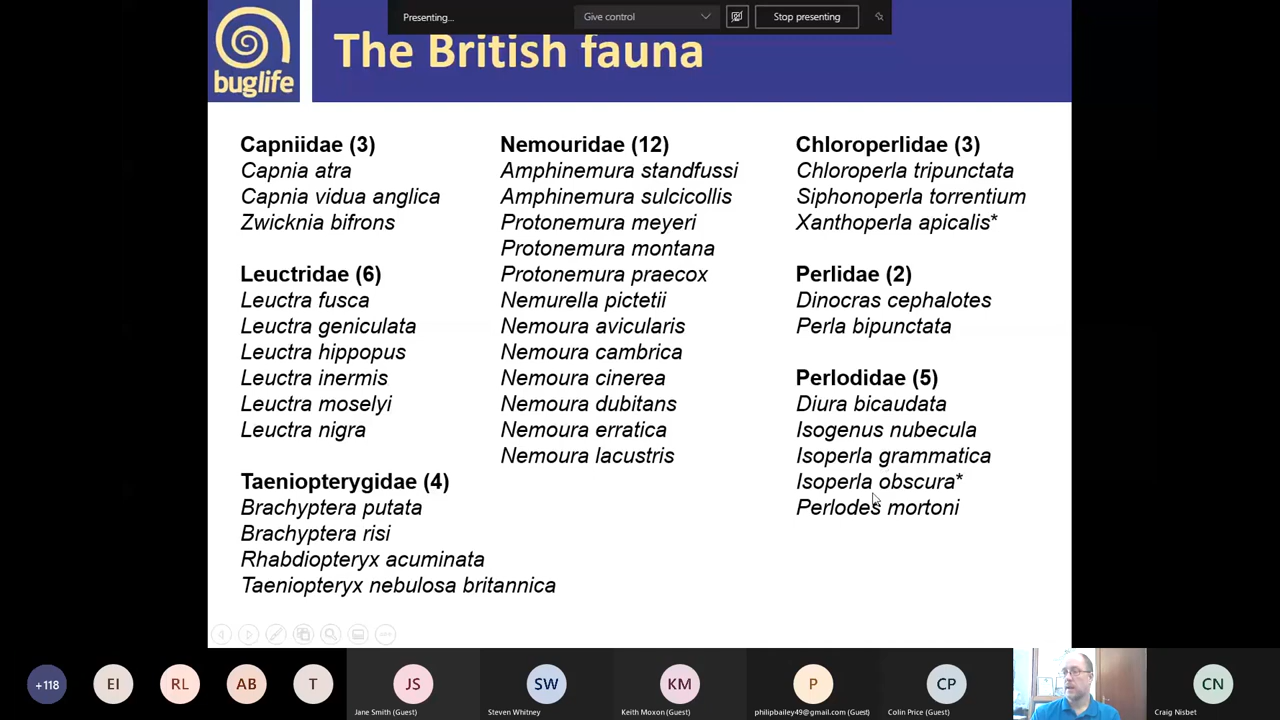 Presenting...
Give control
Stop presenting
buglife
The British fauna
Capniidae (3)
Capnia atra
Capnia vidua anglica
Zwicknia bifrons
Leuctridae (6)
Leuctra fusca
Leuctra geniculata
Leuctra hippopus
Leuctra inermis
Leuctra moselyi
Leuctra nigra
Taeniopterygidae (4)
Brachyptera putata
Brachyptera risi
Rhabdiopteryx acuminata
Taeniopteryx nebulosa britannica
Nemouridae (12)
Amphinemura standfussi
Amphinemura sulcicollis
Protonemura meyeri
Protonemura montana
Protonemura praecox
Nemurella pictetii
Nemoura avicularis
Nemoura cambrica
Nemoura cinerea
Nemoura dubitans
Nemoura erratica
Nemoura lacustris
Chloroperlidae (3)
Chloroperla tripunctata
Siphonoperla torrentium
Xanthoperla apicalis*
Perlidae (2)
Dinocras cephalotes
Perla bipunctata
Perlodidae (5)
Diura bicaudata
Isogenus nubecula
Isoperla grammatica
Isoperla obscura*
Perlodes mortoni
+118
EI
RL
AB
T
JS
Jane Smith (Guest)
SW
Steven Whitney
KM
Keith Moxon (Guest)
P
philipbailey49@gmail.com (Guest)
CP
Colin Price (Guest)
CN
Craig Nisbet